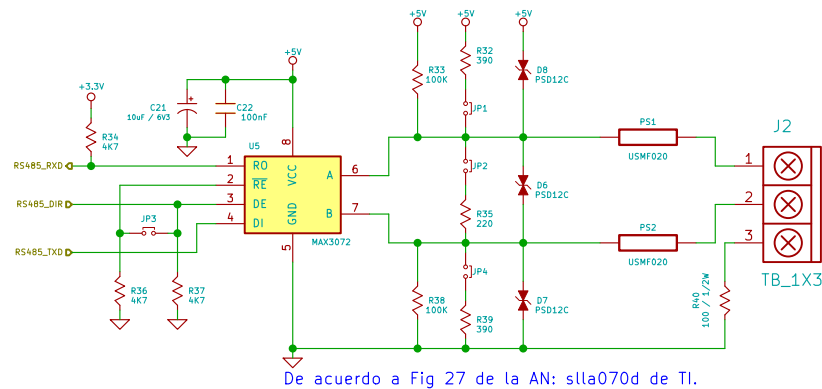 +5V
+5V
+5V
+5V
+3.3V
R33
100K
R32
390
D8
PSD12C
C21
10uF / 6V3
C22
100nF
JP1
R34
4K7
PS1
USMF020
J2
RS485_RXD
RS485_DIR
RS485_TXD
U5
8
1
2
3
4
RO
RE
DE
DI
VCC
GND
A
B
6
7
5
MAX3072
JP2
D6
PSD12C
R35
220
JP3
PS2
USMF020
1
2
3
TB_1X3
JP4
R36
4K7
R37
4K7
R38
100K
R39
390
D7
PSD12C
R40
100 / 1/2W
De acuerdo a Fig 27 de la AN: slla070d de TI.